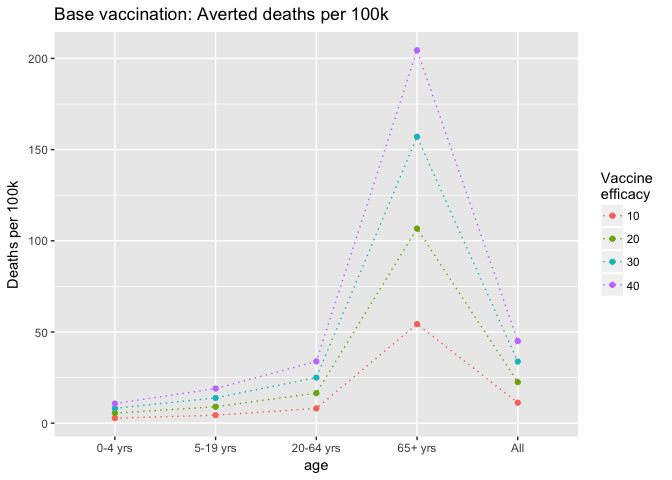 Base vaccination: Averted deaths per 100k
Deaths per 100k
200
150
100
50
0
0-4 yrs
5-19 yrs
20-64 yrs
65+ yrs
All
age
Vaccine
efficacy
10
20
30
40